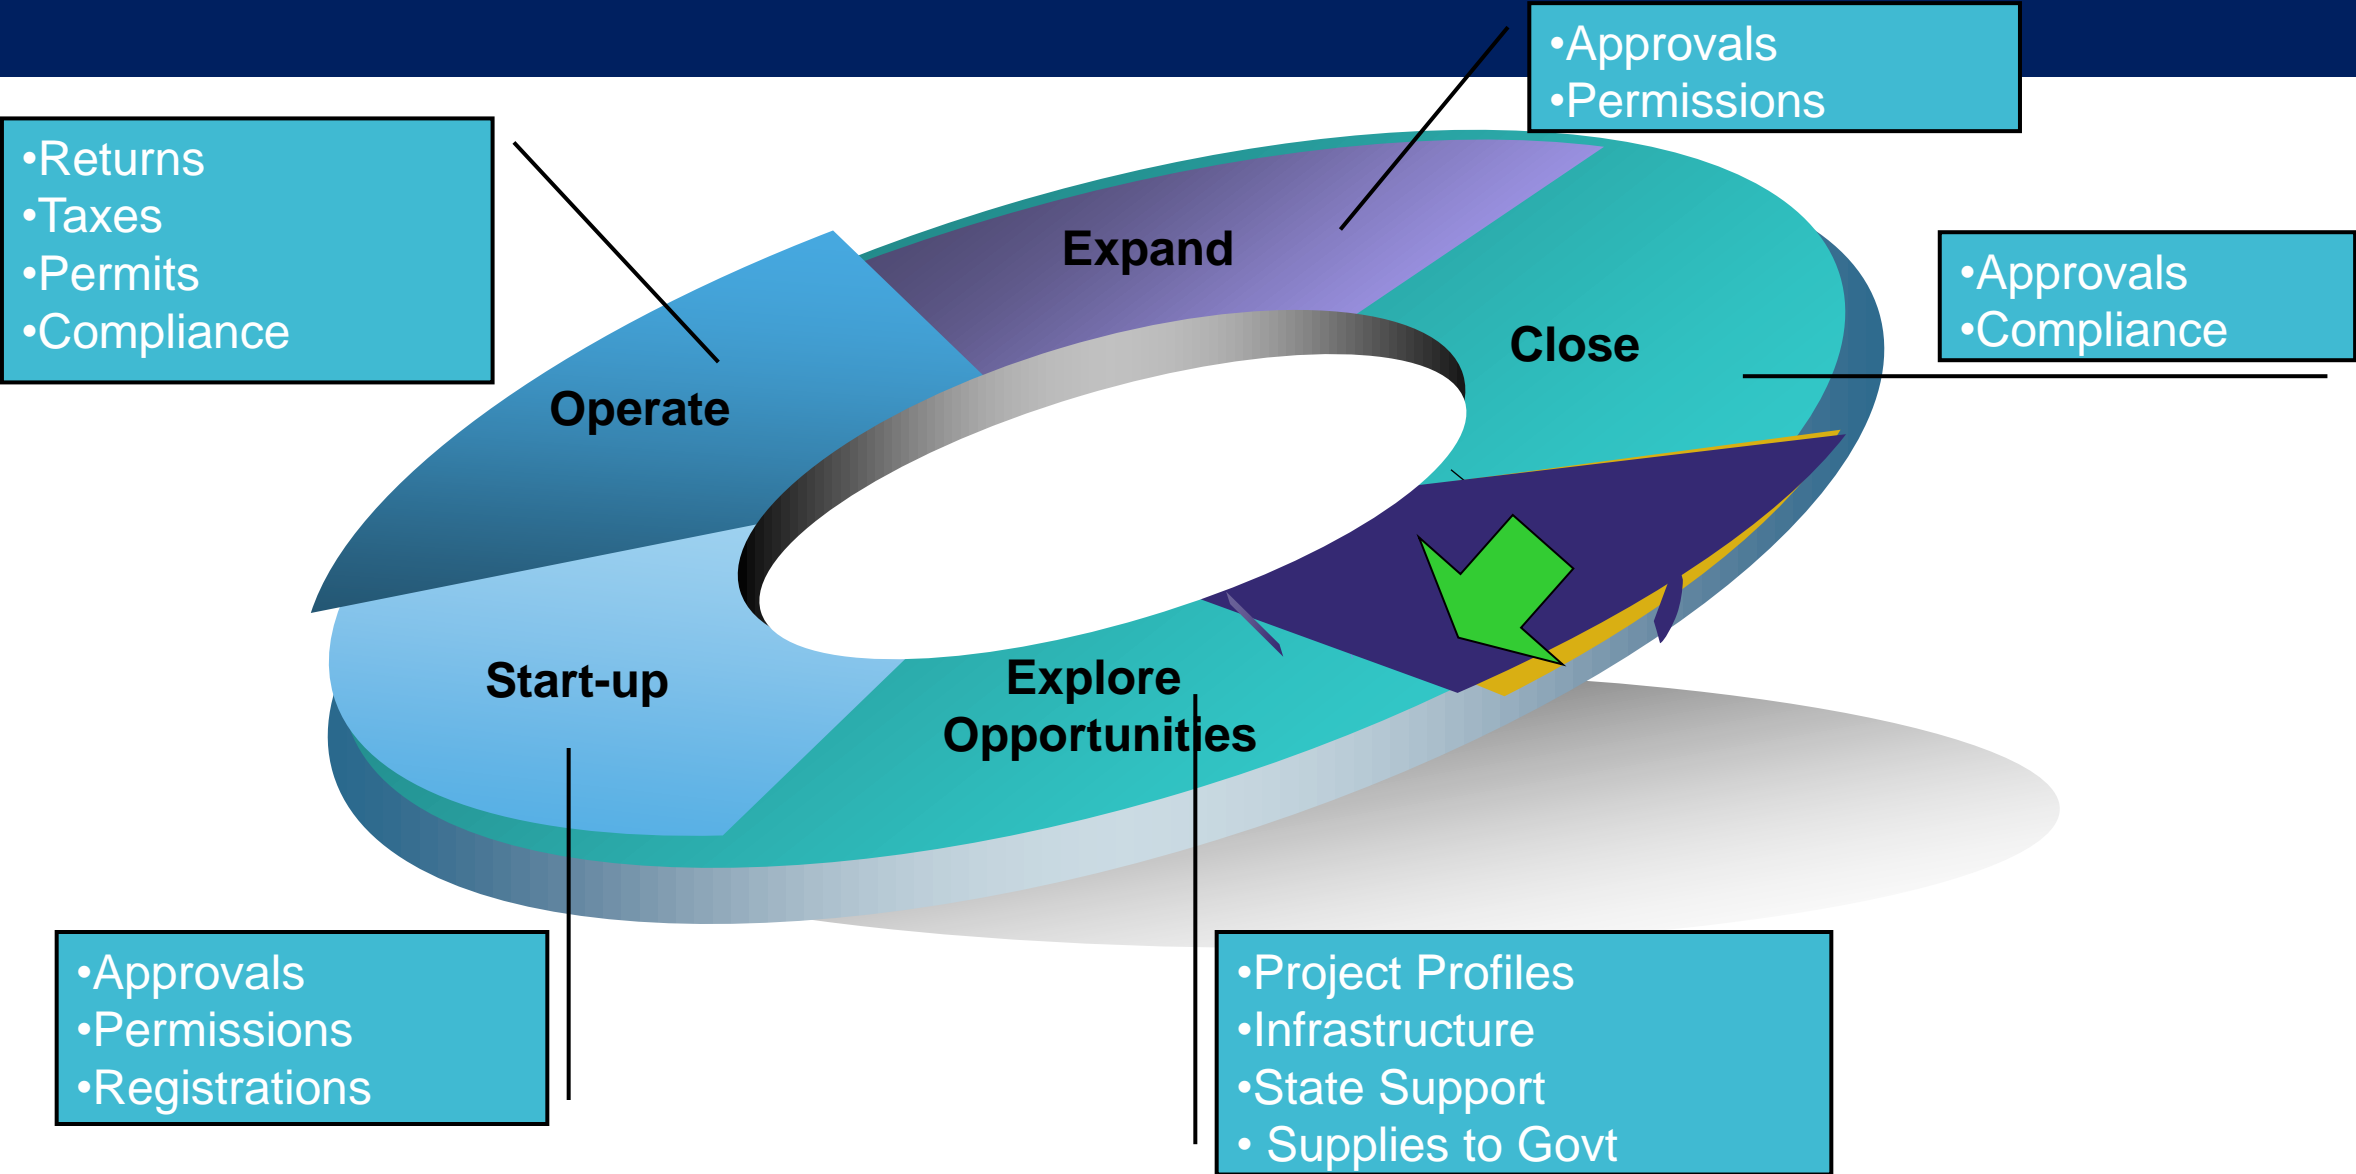 •Approvals
•Permissions
•Returns
•Taxes
•Permits
•Compliance
Expand
•Approvals
•Compliance
Close
Operate
Start-up
Explore
Opportunities
•Approvals
•Permissions
•Registrations
•Project Profiles
•Infrastructure
•State Support
• Supplies to Govt